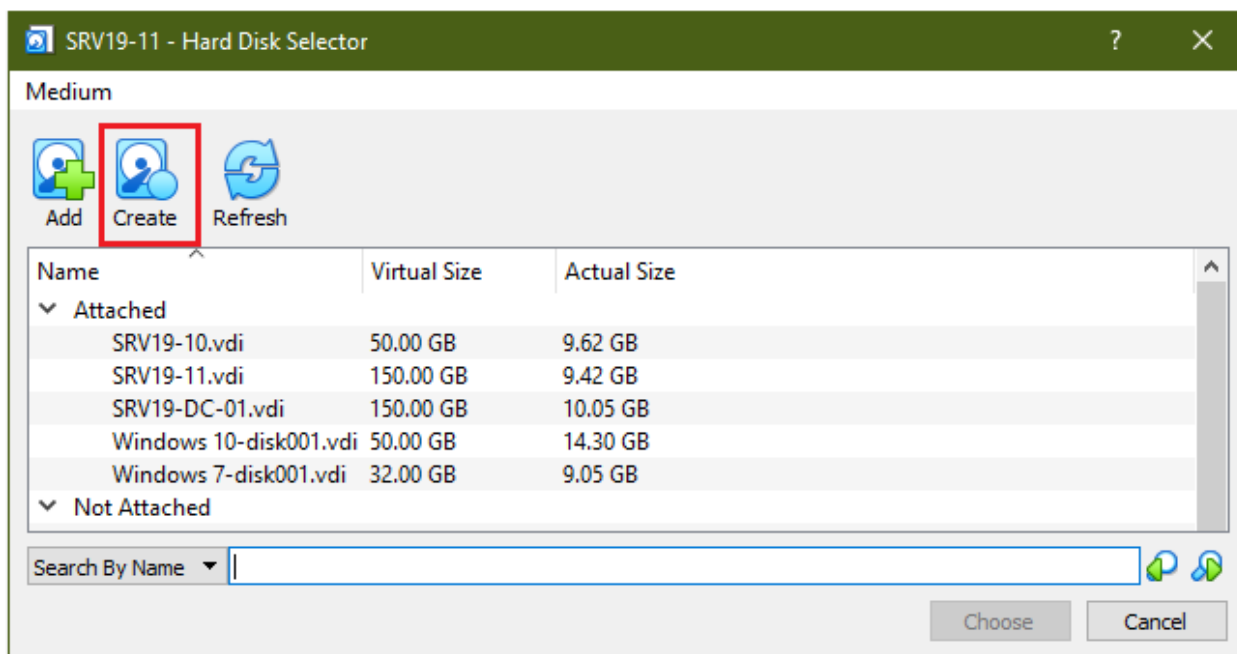 SRV19-11 - Hard Disk Selector ?
Medium
Add Create Refresh
Name Virtual Size Actual Size
Attached
SRV19-10.vdi 50.00 GB 9.62 GB
SRV19-11.vdi 150.00 GB 9.42 GB
SRV19-DC-01.vdi 150.00 GB 10.05 GB
Windows 10-disk001.vdi 50.00 GB 14.30 GB
Windows 7-disk001.vdi 32.00 GB 9.05 GB
Not Attached
Search By Name
Choose Cancel